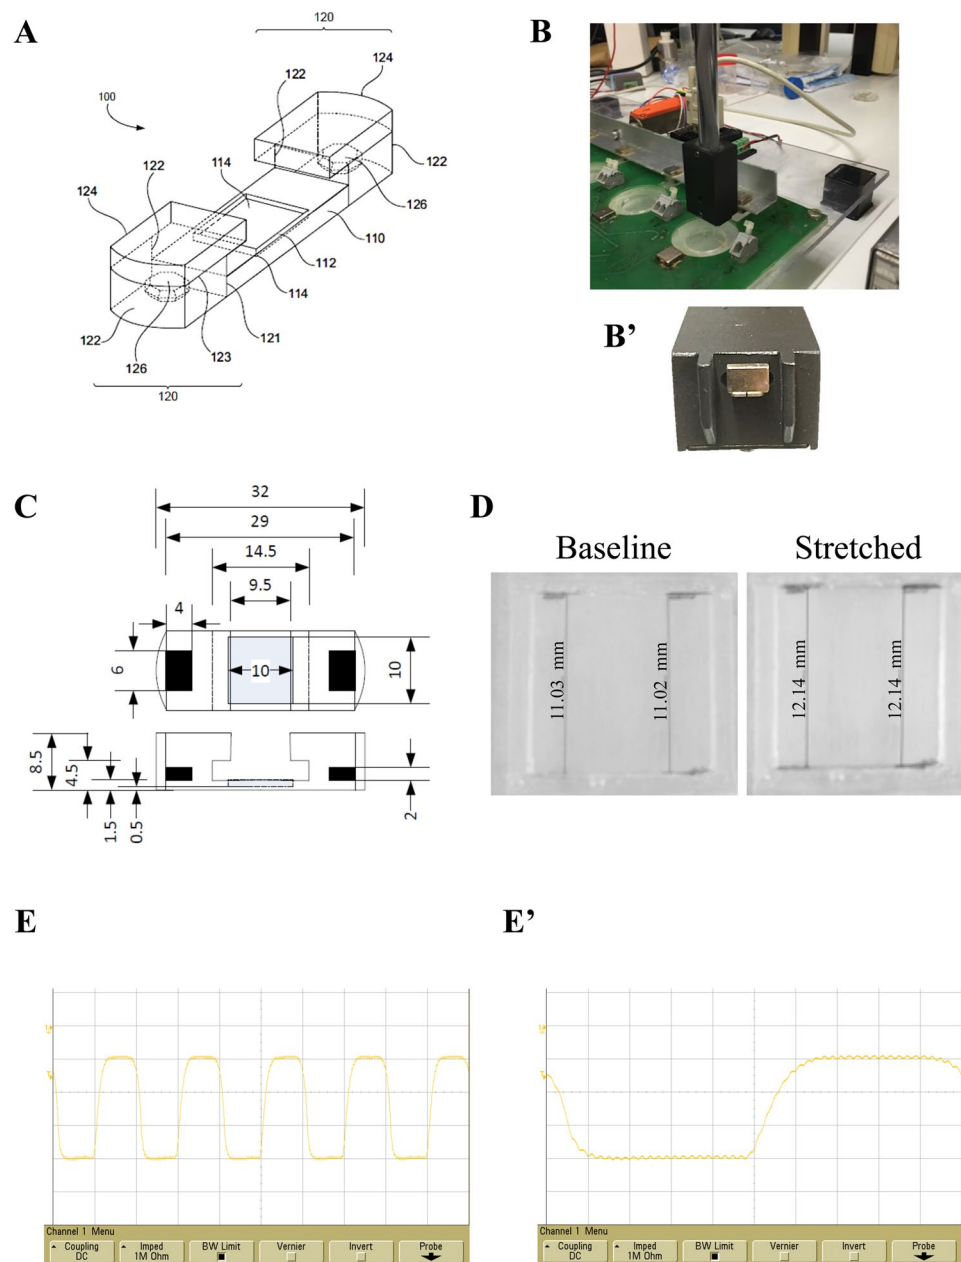 A
120
124
122
100
122
114
124
122
126
110
112
114
121
122
123
126
120
B
B’
C
32
29
14.5
9.5
4
6
10
10
8.5
4.5
1.5
0.5
2
D
Baseline
Stretched
11.03 mm
11.02 mm
12.14 mm
12.14 mm
E
E’
Channel 1 Menu
Coupling
DC
Imped
1M Ohm
BW Limit
Vernier
Invert
Probe
Channel 1 Menu
Coupling
DC
Imped
1M Ohm
BW Limit
Vernier
Invert
Probe